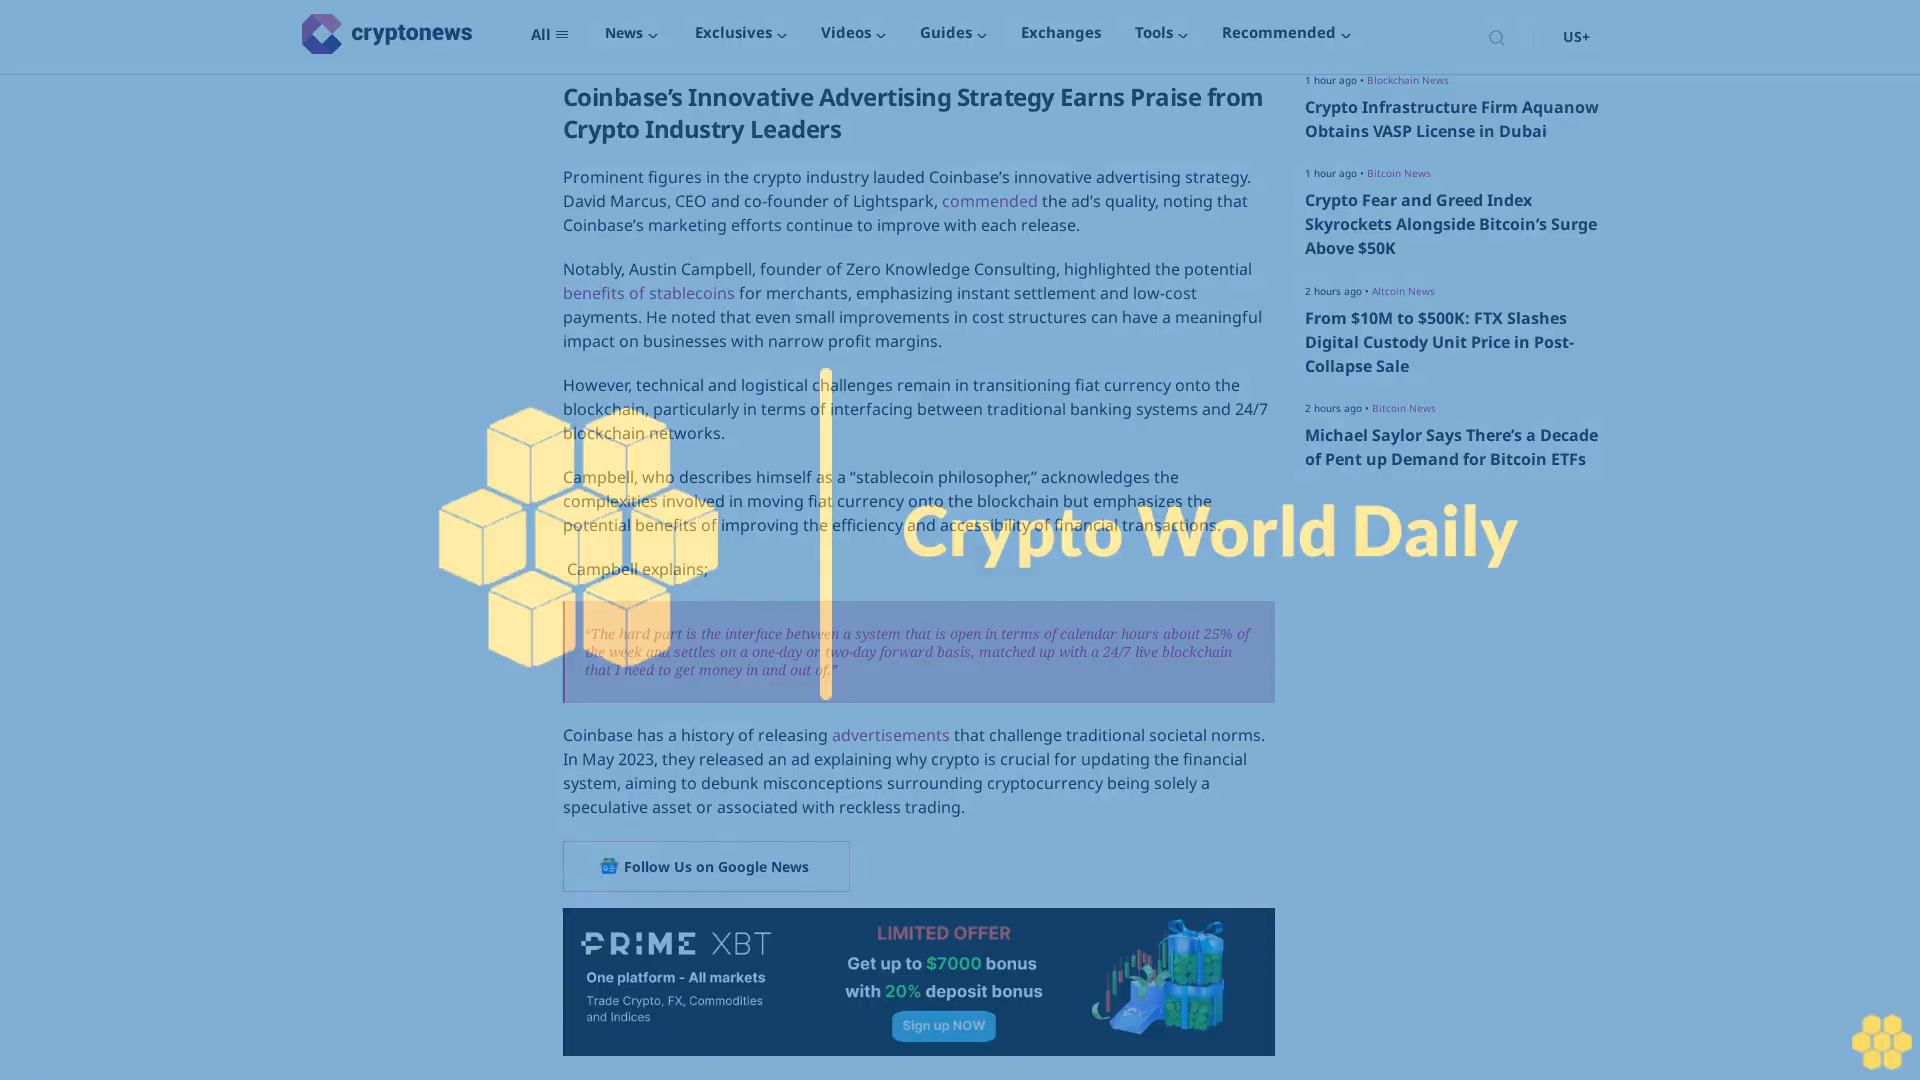 cryptonews
All
News
Exclusives
Videos
Guides
Exchanges
Tools
Recommended
US+
Coinbase’s Innovative Advertising Strategy Earns Praise from
Crypto Industry Leaders
Prominent figures in the crypto industry lauded Coinbase’s innovative advertising strategy.
David Marcus, CEO and co-founder of Lightspark, commended the ad’s quality, noting that
Coinbase’s marketing efforts continue to improve with each release.
Notably, Austin Campbell, founder of Zero Knowledge Consulting, highlighted the potential
benefits of stablecoins for merchants, emphasizing instant settlement and low-cost
payments. He noted that even small improvements in cost structures can have a meaningful
impact on businesses with narrow profit margins.
However, technical and logistical challenges remain in transitioning fiat currency onto the
blockchain, particularly in terms of interfacing between traditional banking systems and 24/7
blockchain networks.
Campbell, who describes himself as a “stablecoin philosopher,” acknowledges the
complexities involved in moving fiat currency onto the blockchain but emphasizes the
potential benefits of improving the efficiency and accessibility of financial transactions.
Campbell explains;
“The hard part is the interface between a system that is open in terms of calendar hours about 25% of
the week and settles on a one-day or two-day forward basis, matched up with a 24/7 live blockchain
that I need to get money in and out of.”
Coinbase has a history of releasing advertisements that challenge traditional societal norms.
In May 2023, they released an ad explaining why crypto is crucial for updating the financial
system, aiming to debunk misconceptions surrounding cryptocurrency being solely a
speculative asset or associated with reckless trading.
Follow Us on Google News
PRIME XBT
One platform - All markets
Trade Crypto, FX, Commodities
and Indices
LIMITED OFFER
Get up to $7000 bonus
with 20% deposit bonus
Sign up NOW
1 hour ago • Blockchain News
Crypto Infrastructure Firm Aquanow
Obtains VASP License in Dubai
1 hour ago • Bitcoin News
Crypto Fear and Greed Index
Skyrockets Alongside Bitcoin’s Surge
Above $50K
2 hours ago • Altcoin News
From $10M to $500K: FTX Slashes
Digital Custody Unit Price in Post-
Collapse Sale
2 hours ago • Bitcoin News
Michael Saylor Says There’s a Decade
of Pent up Demand for Bitcoin ETFs
Crypto World Daily